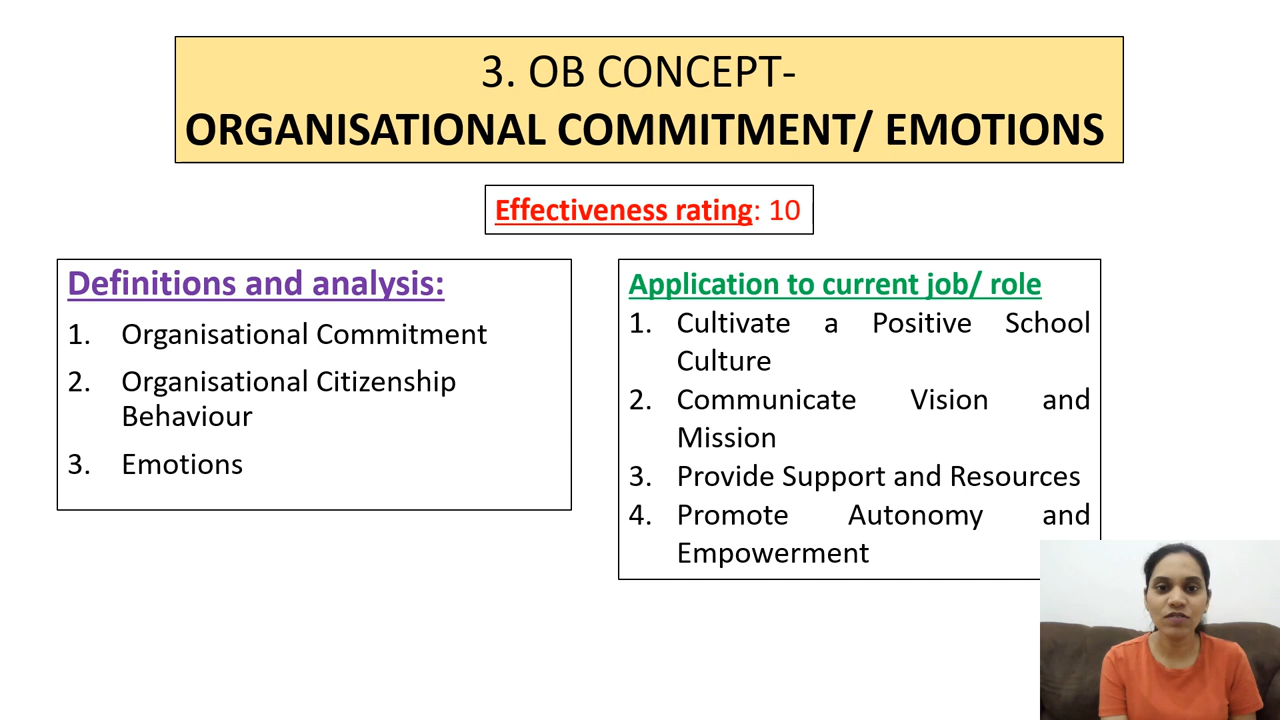 3. OB CONCEPT-
ORGANISATIONAL COMMITMENT/ EMOTIONS
Effectiveness rating: 10
Definitions and analysis:
1. Organisational Commitment
2. Organisational Citizenship
Behaviour
3. Emotions
Application to current job/ role
1. Cultivate a Positive School
Culture
2. Communicate Vision and
Mission
3. Provide Support and Resources
4. Promote Autonomy and
Empowerment